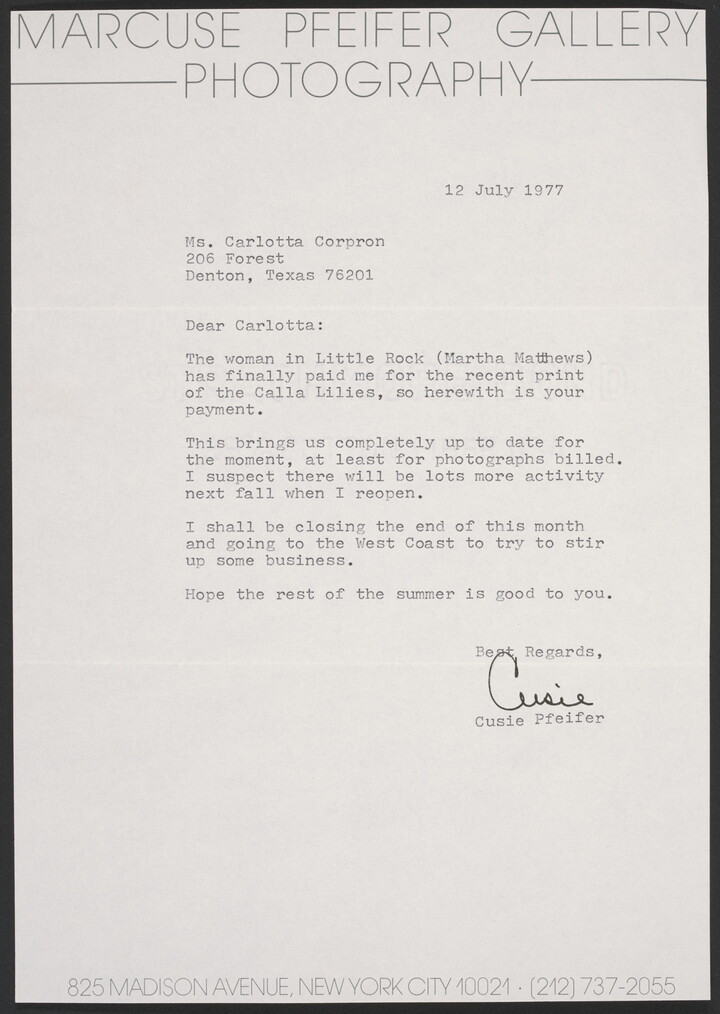 MARCUSE PFEIFER GALLERY
PHOTOGRAPHY
12 July 1977
Ms. Carlotta Corpron
206 Forest
Denton, Texas 76201
Dear Carlotta:
The woman in Little Rock (Martha Matthews)
has finally paid me for the recent print
of the Calla Lilies, so herewith is your
payment.
This brings us completely up to date for
the moment, at least for photographs billed.
I suspect there will be lots more activity
next fall when I reopen.
I shall be closing the end of this month
and going to the West Coast to try to stir
up some business.
Hope the rest of the summer is good to you.
Best Regards,
Cusie
Cusie Pfeifer
825 MADISON AVENUE, NEW YORK CITY 10021 · (212) 737-2055